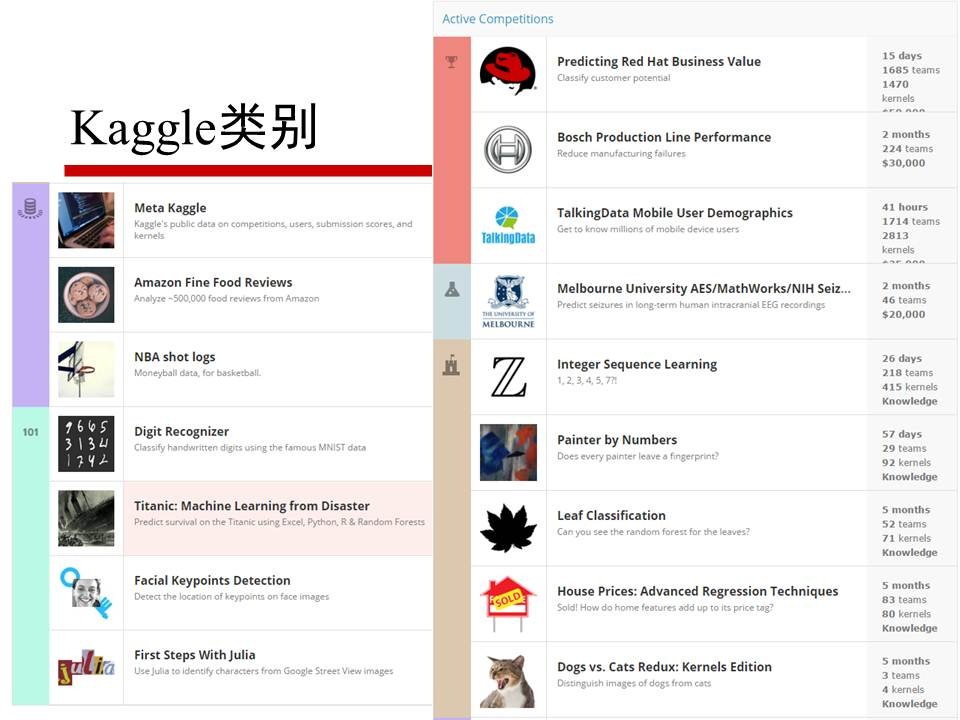 Kaggle类别
Meta Kaggle
Kaggle's public data on competitions, users, submission scores, and
kernels
Amazon Fine Food Reviews
Analyze ~500,000 food reviews from Amazon
NBA shot logs
Moneyball data, for basketball.
101
Digit Recognizer
Classify handwritten digits using the famous MNIST data
9665
3134
1742
Titanic: Machine Learning from Disaster
Predict survival on the Titanic using Excel, Python, R & Random Forests
Facial Keypoints Detection
Detect the location of keypoints on face images
julia
First Steps With Julia
Use Julia to identify characters from Google Street View images
Active Competitions
Predicting Red Hat Business Value
Classify customer potential
15 days
1685 teams
1470
kernels
Bosch Production Line Performance
Reduce manufacturing failures
2 months
224 teams
$30,000
TalkingData
TalkingData Mobile User Demographics
Get to know millions of mobile device users
41 hours
1714 teams
2813
kernels
THE UNIVERSITY OF
MELBOURNE
Melbourne University AES/MathWorks/NIH Seiz...
Predict seizures in long-term human intracranial EEG recordings
2 months
46 teams
$20,000
ℤ
Integer Sequence Learning
1, 2, 3, 4, 5, 7?!
26 days
218 teams
415 kernels
Knowledge
Painter by Numbers
Does every painter leave a fingerprint?
57 days
29 teams
92 kernels
Knowledge
Leaf Classification
Can you see the random forest for the leaves?
5 months
52 teams
71 kernels
Knowledge
SOLD
House Prices: Advanced Regression Techniques
Sold! How do home features add up to its price tag?
5 months
83 teams
80 kernels
Knowledge
Dogs vs. Cats Redux: Kernels Edition
Distinguish images of dogs from cats
5 months
3 teams
4 kernels
Knowledge